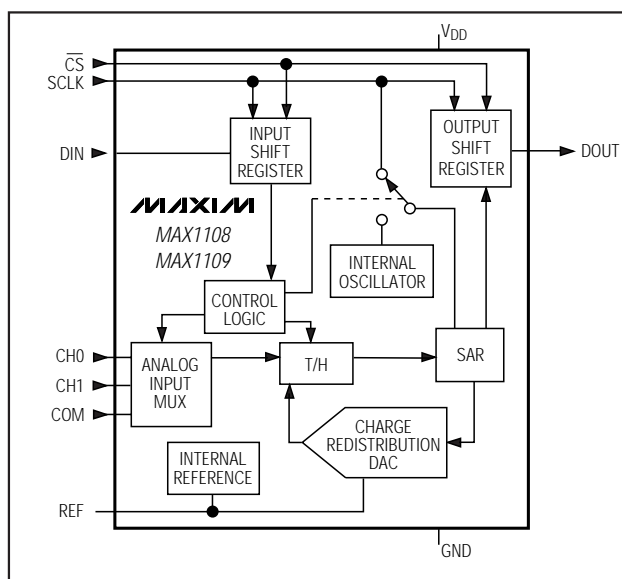 VDD
CS
SCLK
DIN
INPUT
SHIFT
REGISTER
OUTPUT
SHIFT
REGISTER
DOUT
MAXIM
MAX1108
MAX1109
INTERNAL
OSCILLATOR
CONTROL
LOGIC
CH0
CH1
COM
ANALOG
INPUT
MUX
T/H
SAR
CHARGE
REDISTRIBUTION
DAC
INTERNAL
REFERENCE
REF
GND